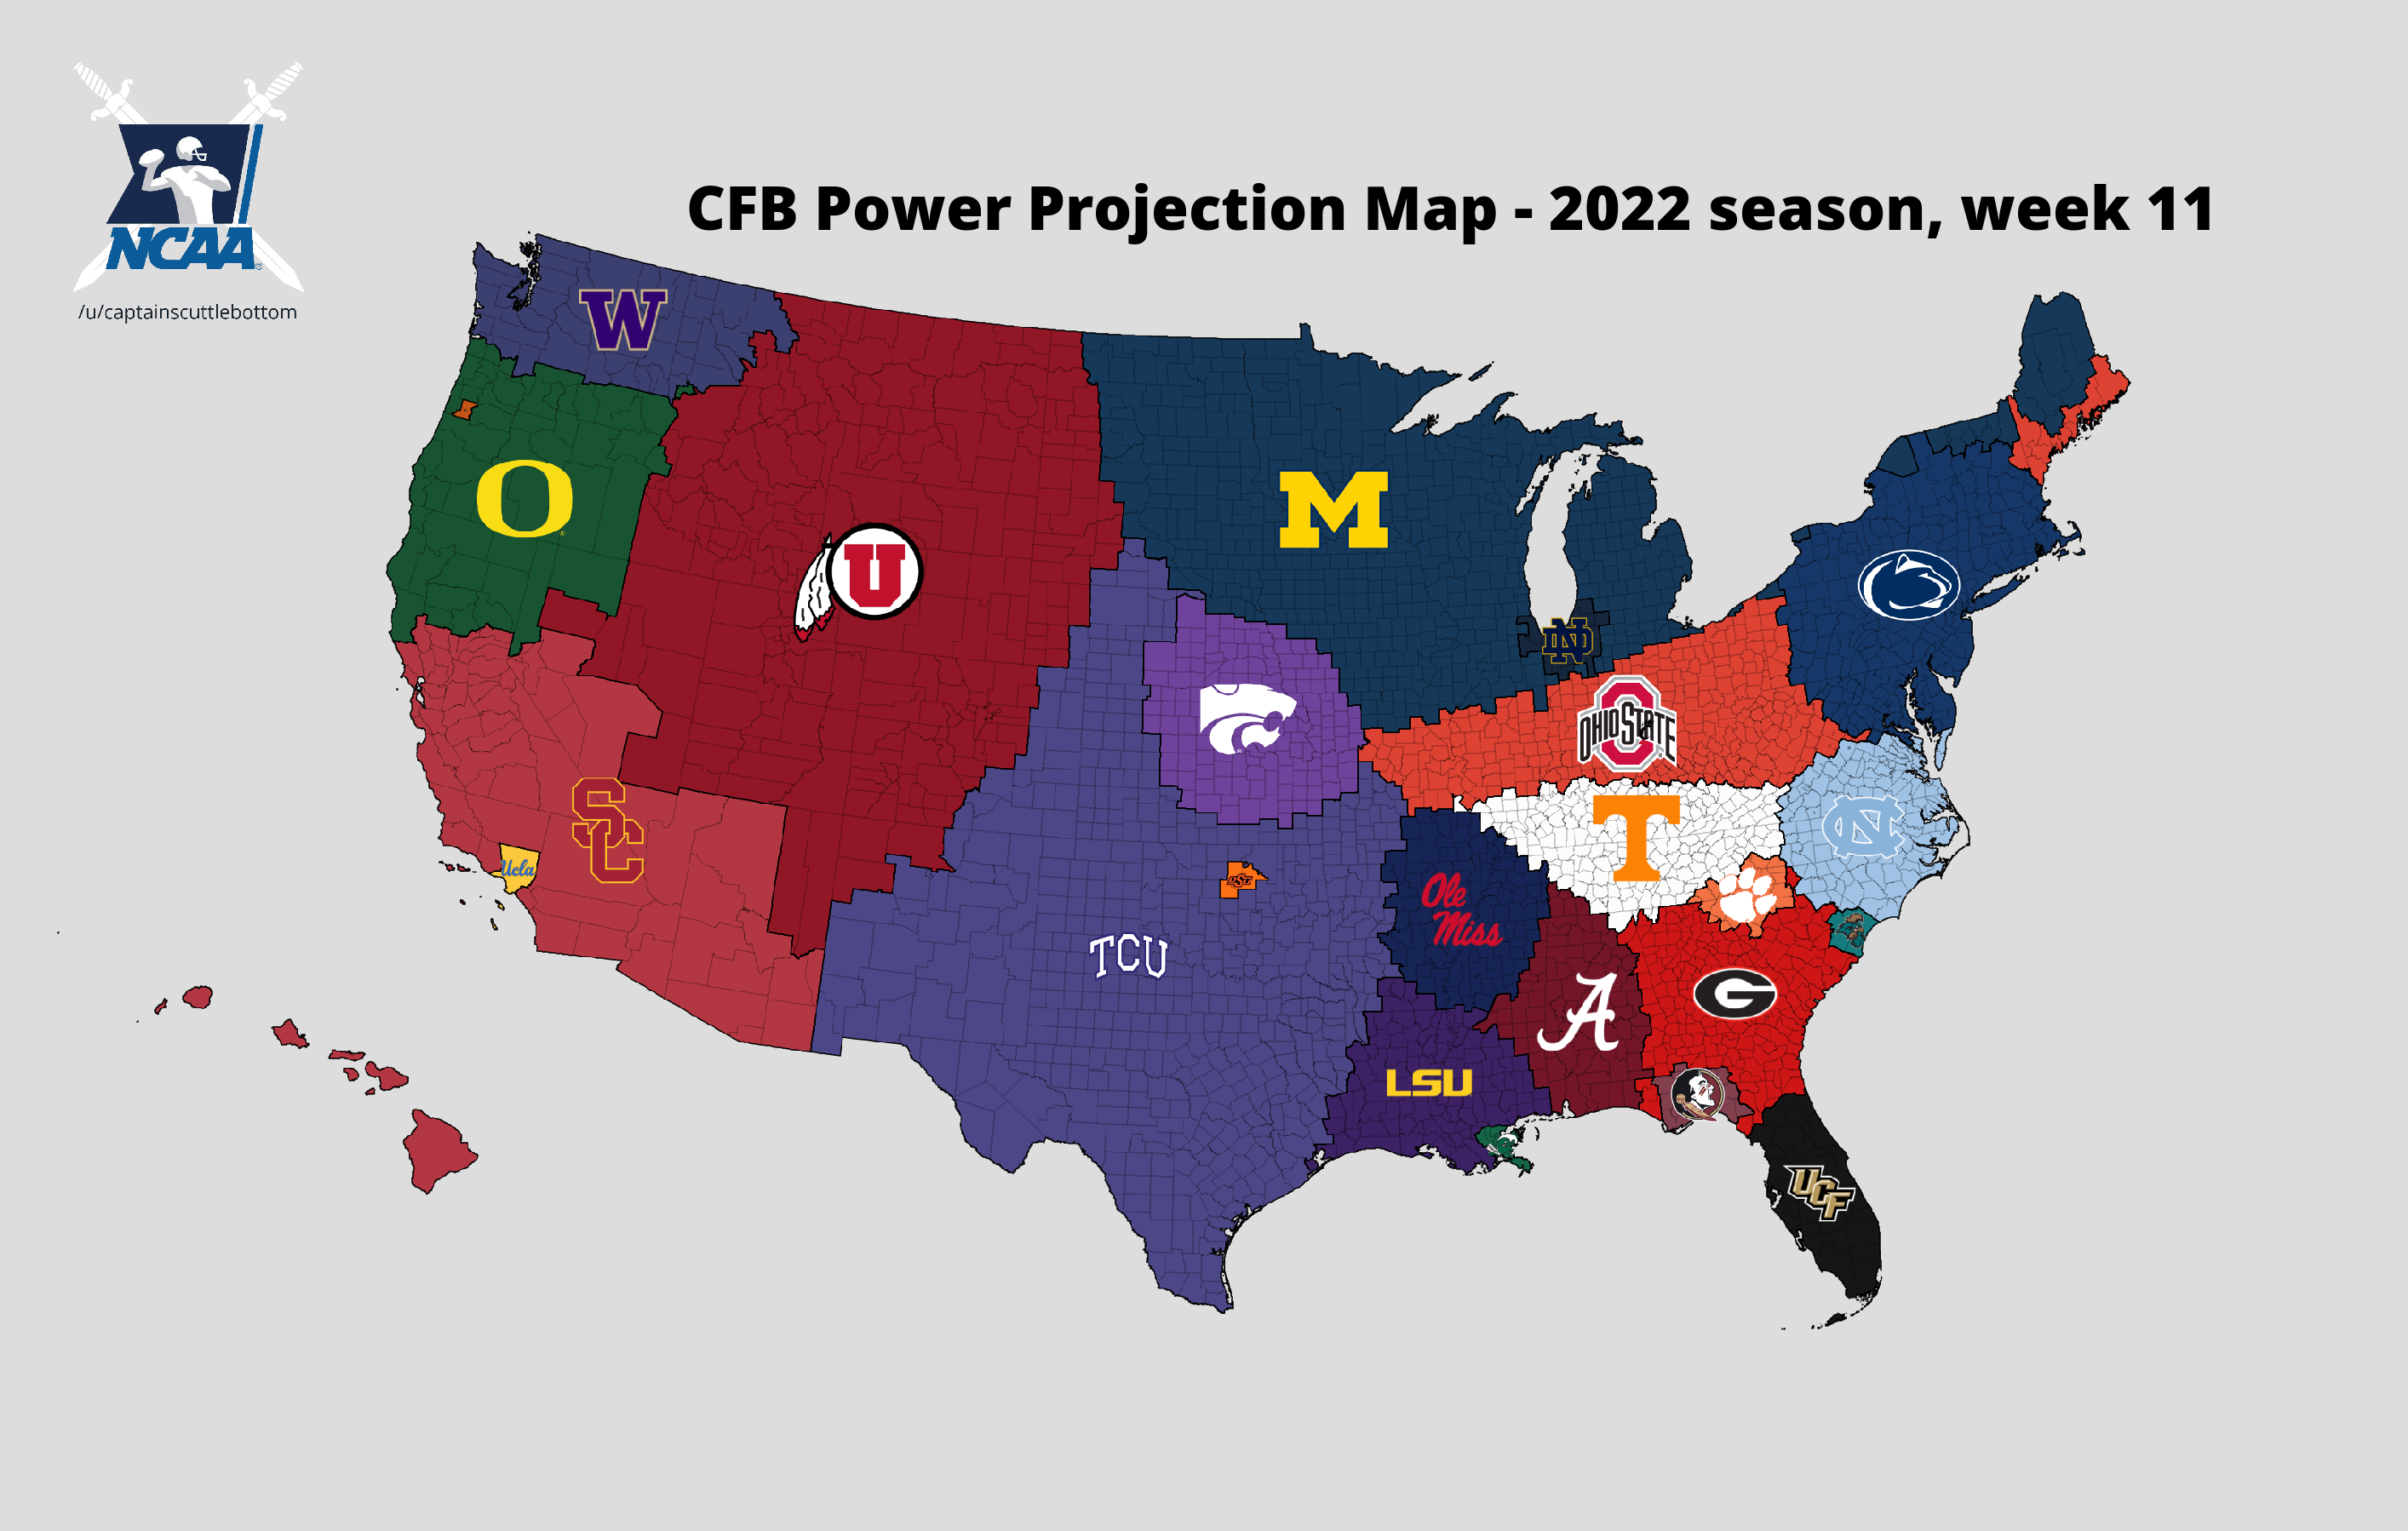 CFB Power Projection Map - 2022 season, week 11
NCAA
/u/captainscuttlebottom
W
O
U
M
ND
OHIO STATE
T
NC
SC
Ucla
TCU
OSU
Ole
Miss
A
G
LSU
UCF